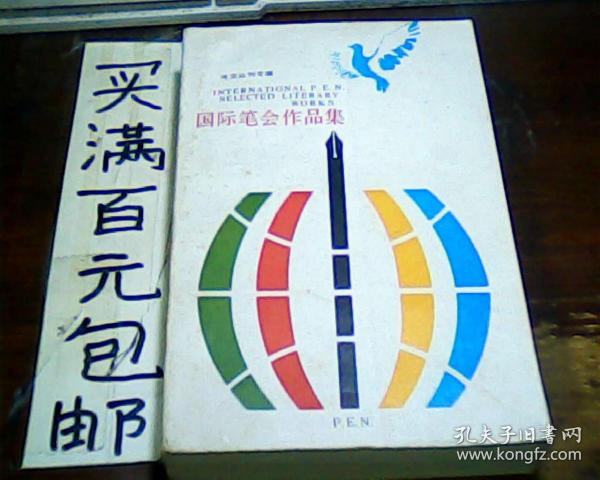 买满百元包邮
INTERNATIONAL P.E.N.
SELECTED LITERARY
WORKS
国际笔会作品集
P.E.N.
孔夫子旧书网
www.kongfz.com